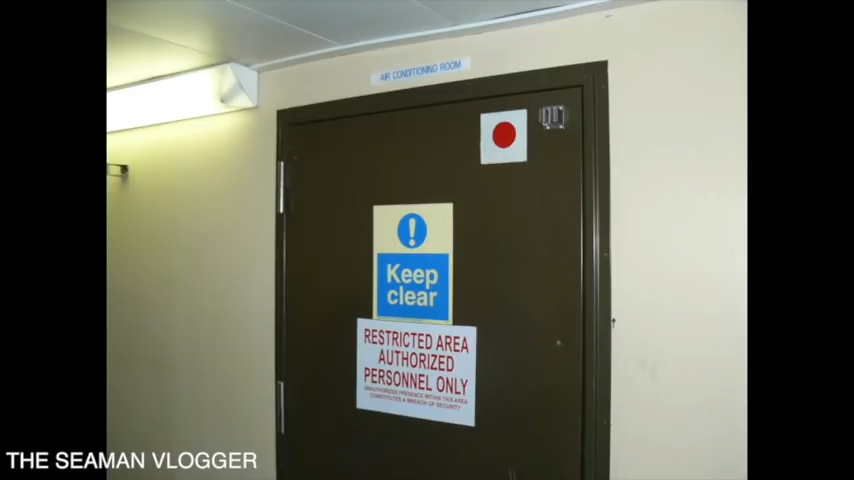 AIR CONDITIONING ROOM
Keep
clear
RESTRICTED AREA
AUTHORIZED
PERSONNEL ONLY
UNAUTHORIZED PRESENCE WITHIN THIS AREA
CONSTITUTES A BREACH OF SECURITY
THE SEAMAN VLOGGER